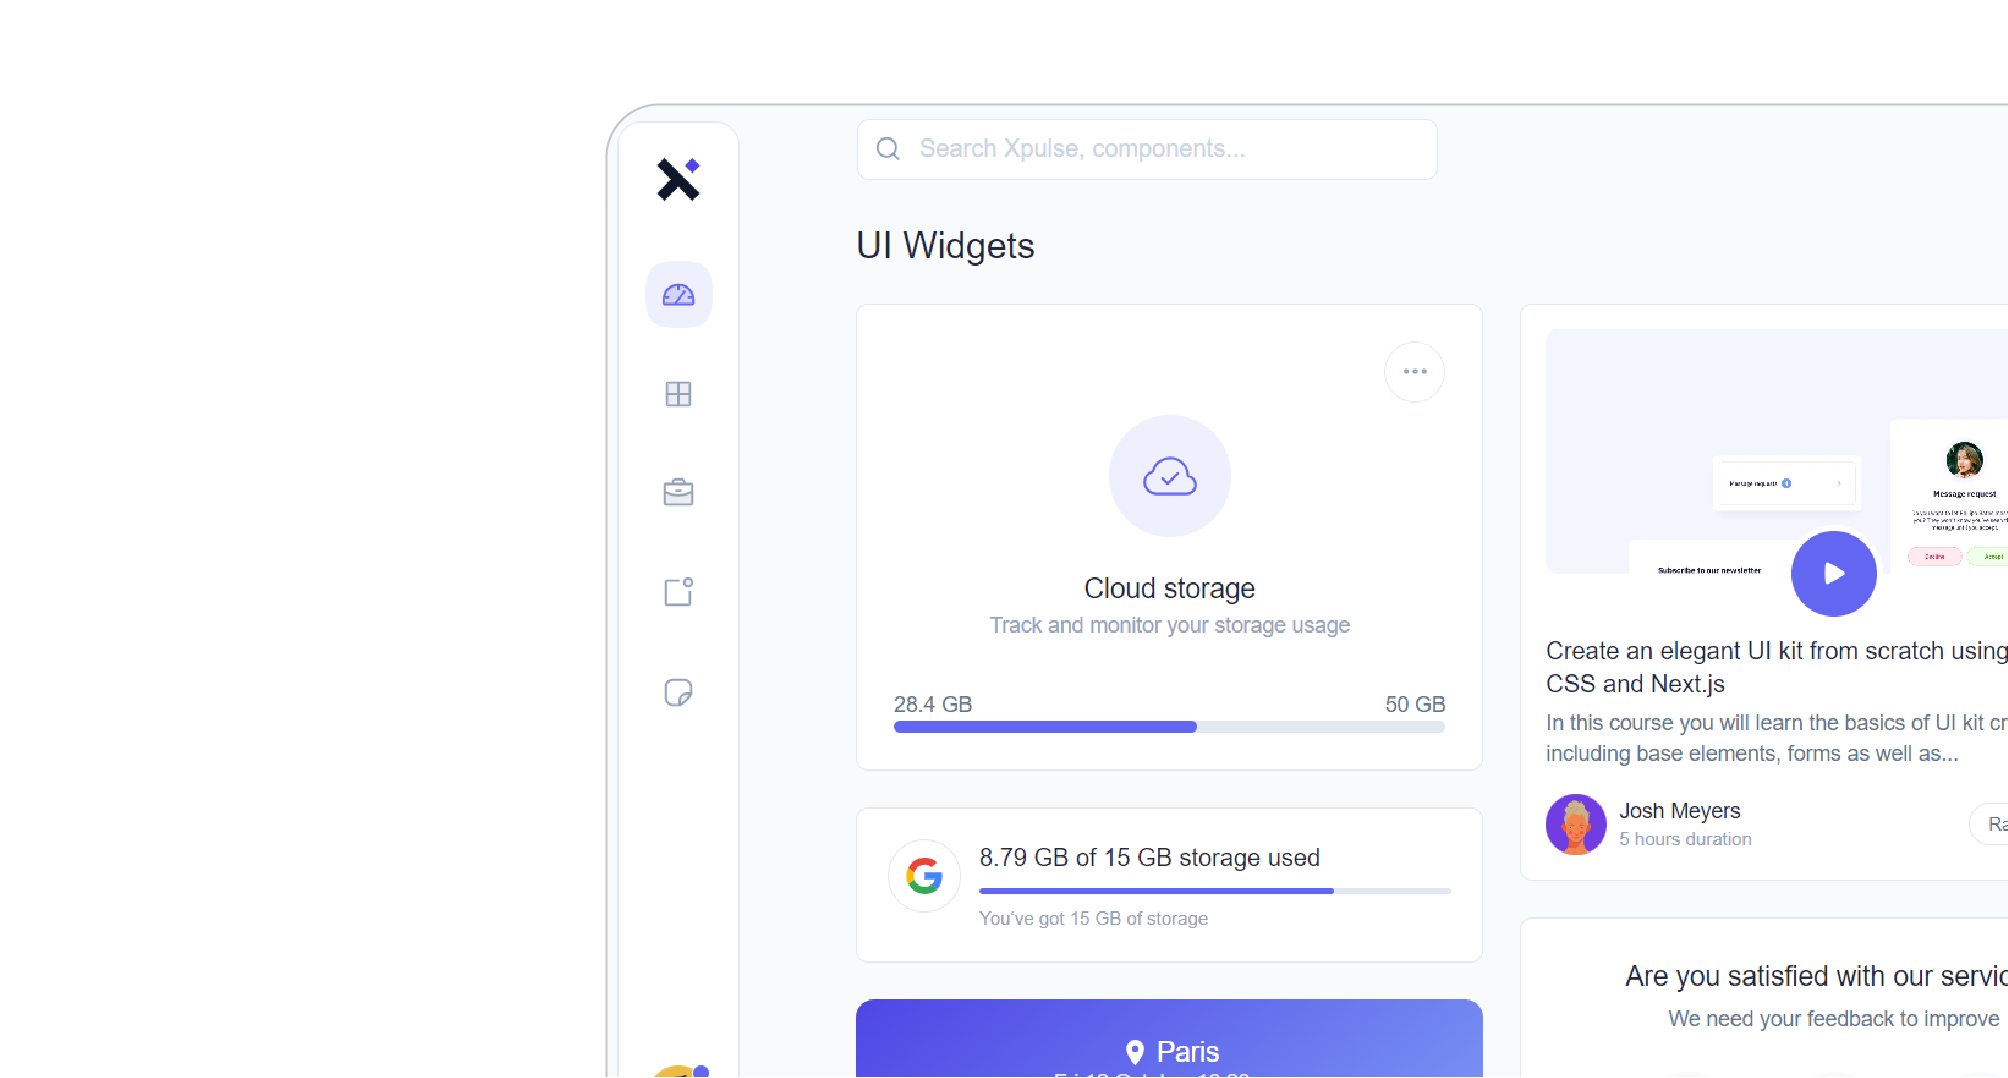 Search Xpulse, components...
UI Widgets
Cloud storage
Track and monitor your storage usage
28.4 GB
50 GB
8.79 GB of 15 GB storage used
You've got 15 GB of storage
Paris
Manage requests
Message request
Decline
Accept
Subscribe to our newsletter
Create an elegant UI kit from scratch using
CSS and Next.js
In this course you will learn the basics of UI kit cr
including base elements, forms as well as...
Josh Meyers
5 hours duration
Ra
Are you satisfied with our servic
We need your feedback to improve